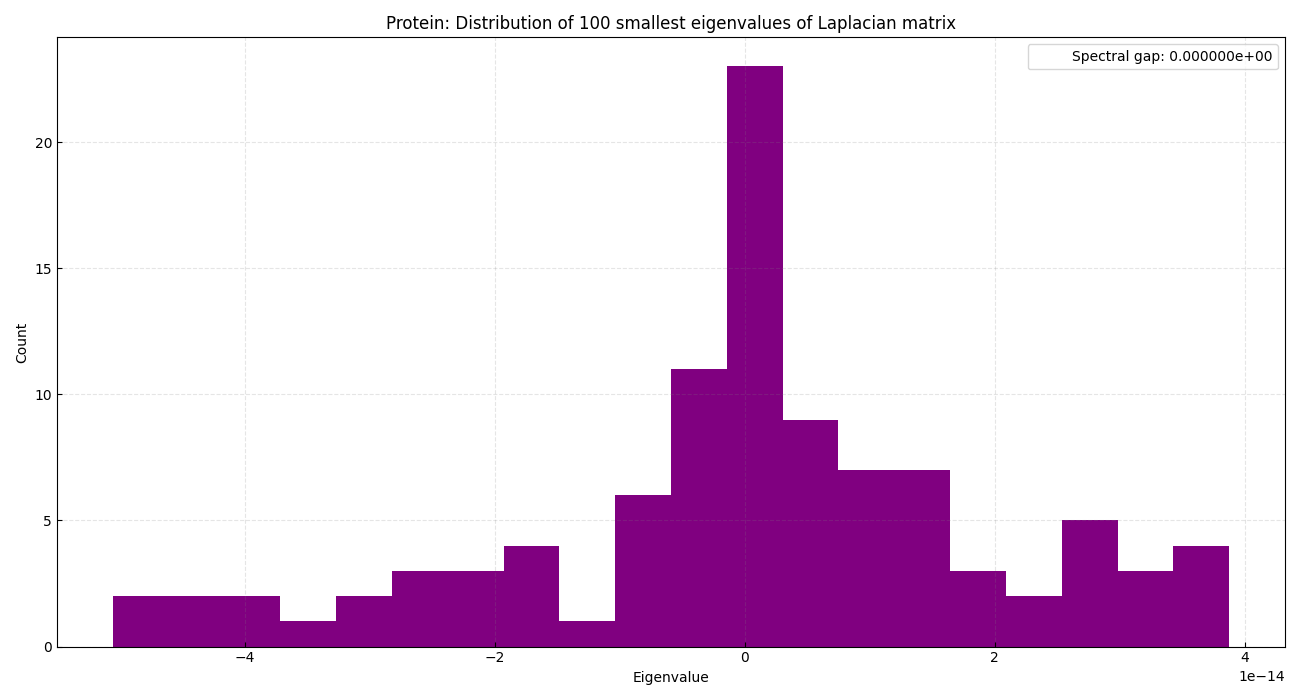 Protein: Distribution of 100 smallest eigenvalues of Laplacian matrix
Spectral gap: 0.000000e+00
20
15
10
5
0
Count
−4 −2 0 2 4
1e−14
Eigenvalue